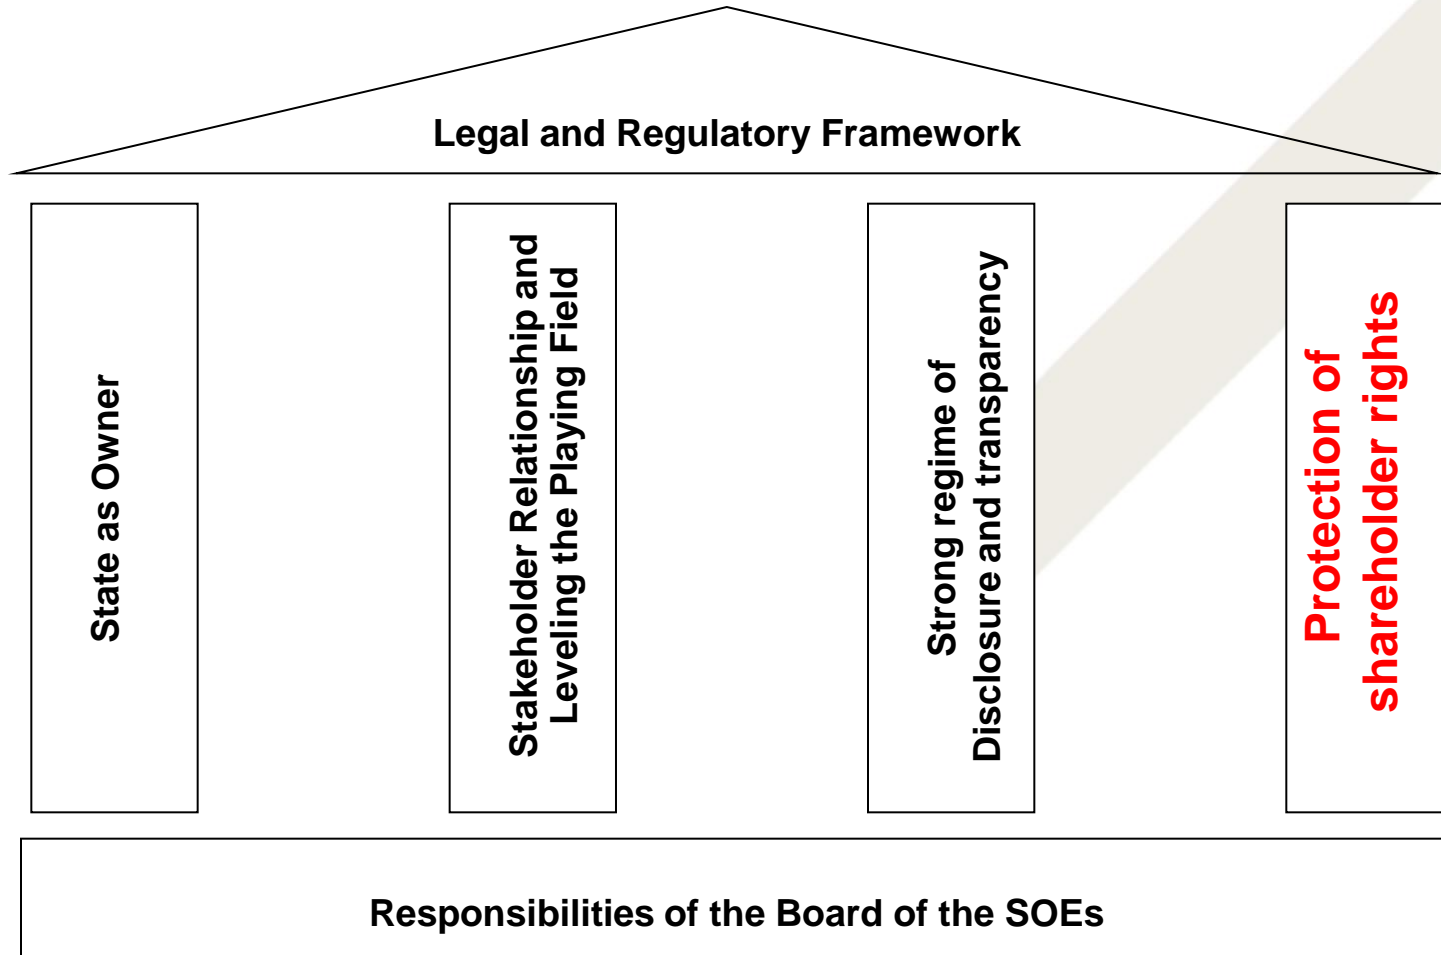 Legal and Regulatory Framework
State as Owner
Stakeholder Relationship and
Leveling the Playing Field
Strong regime of
Disclosure and transparency
Protection of
shareholder rights
Responsibilities of the Board of the SOEs